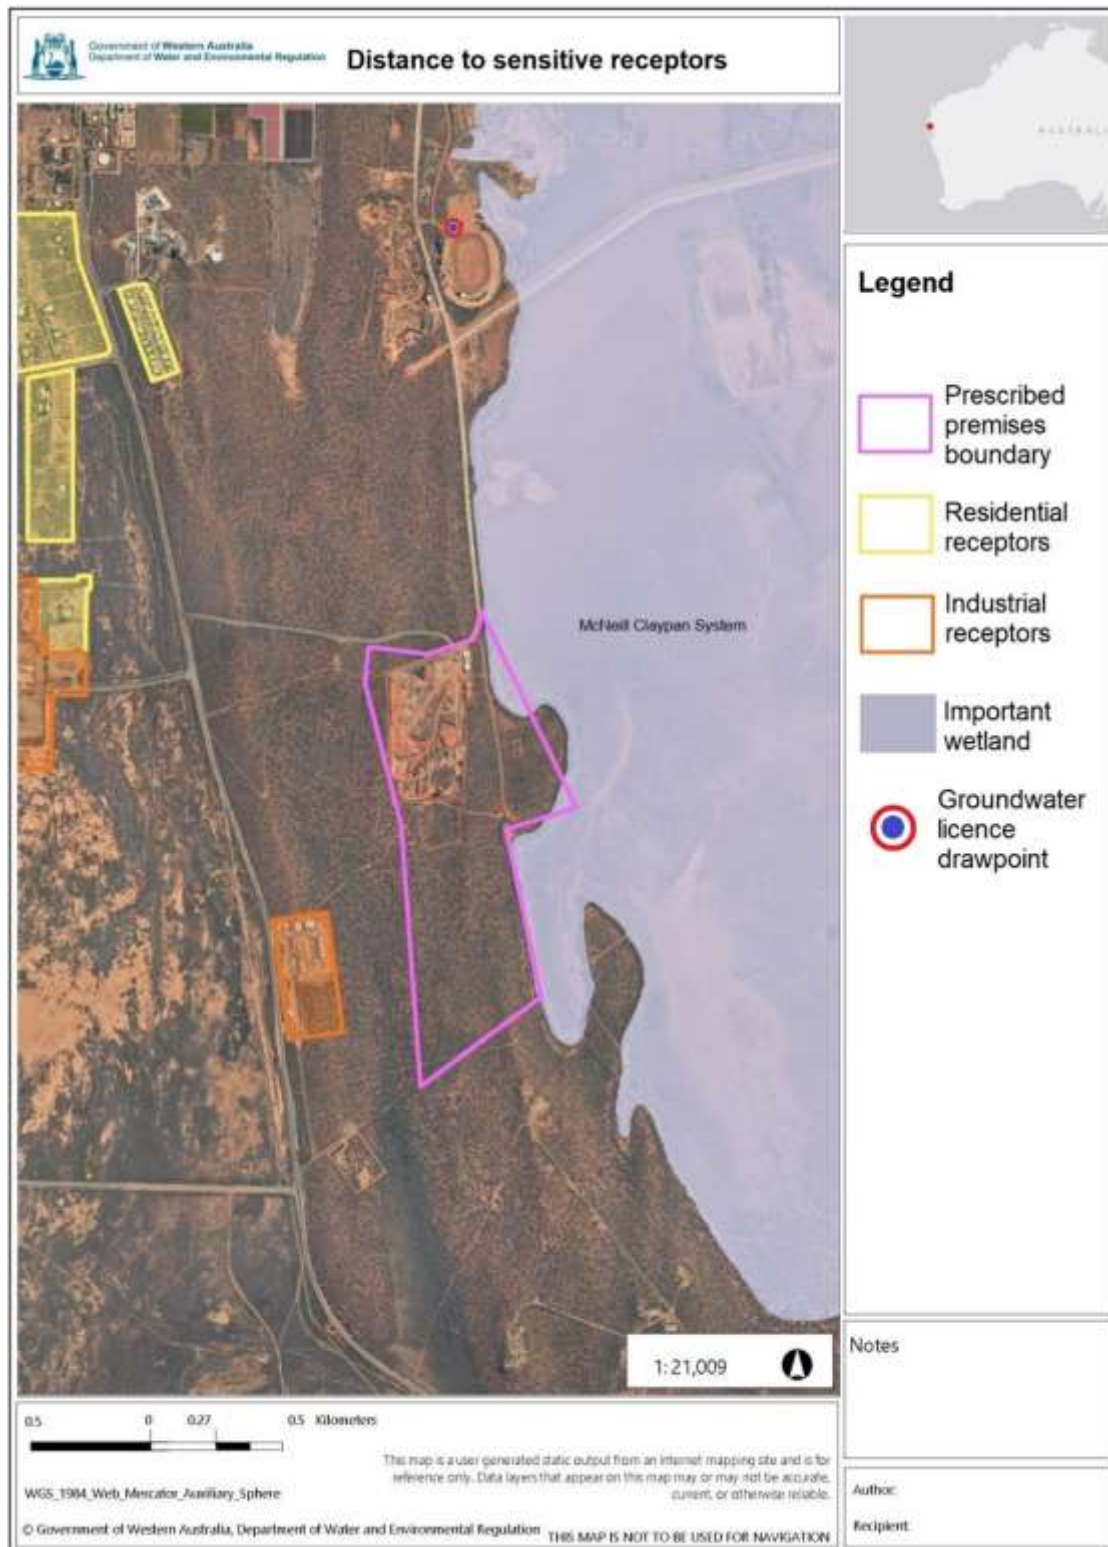 Government of Western Australia
Department of Water and Environmental Regulation
Distance to sensitive receptors
AUSTRALIA
McNeill Claypan System
Legend
Prescribed
premises
boundary
Residential
receptors
Industrial
receptors
Important
wetland
Groundwater
licence
drawpoint
1: 21,009
Notes
0.5 0 0.27 0.5 Kilometers
This map is a user generated static output from an Internet mapping site and is for
reference only. Data layers that appear on this map may or may not be accurate,
current, or otherwise reliable.
WGS_1984_Web_Mercator_Auxiliary_Sphere
© Government of Western Australia, Department of Water and Environmental Regulation
THIS MAP IS NOT TO BE USED FOR NAVIGATION
Author:
Recipient: